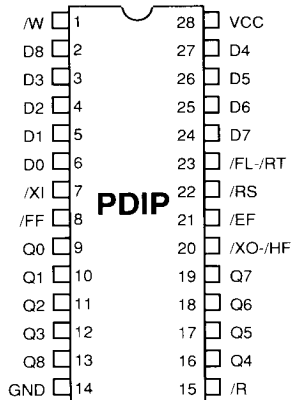 /W 1 28 VCC
D8 2 27 D4
D3 3 26 D5
D2 4 25 D6
D1 5 24 D7
D0 6 23 /FL-/RT
/XI 7 22 /RS
PDIP
/FF 8 21 /EF
Q0 9 20 /XO-/HF
Q1 10 19 Q7
Q2 11 18 Q6
Q3 12 17 Q5
Q8 13 16 Q4
GND 14 15 /R